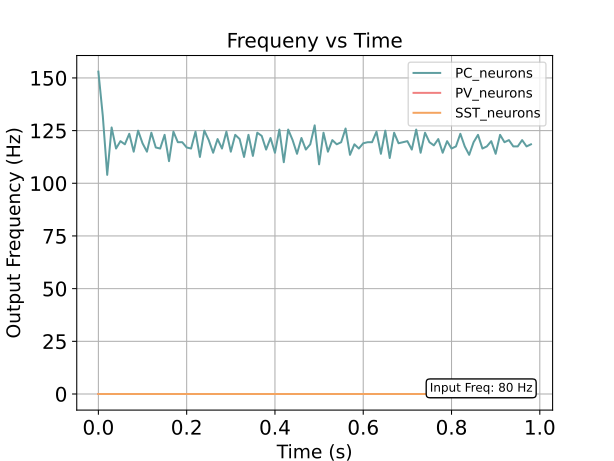 Frequeny vs Time
PC_neurons
PV_neurons
SST_neurons
Output Frequency (Hz)
150
125
100
75
50
25
0
Input Freq: 80 Hz
0.0 0.2 0.4 0.6 0.8 1.0
Time (s)